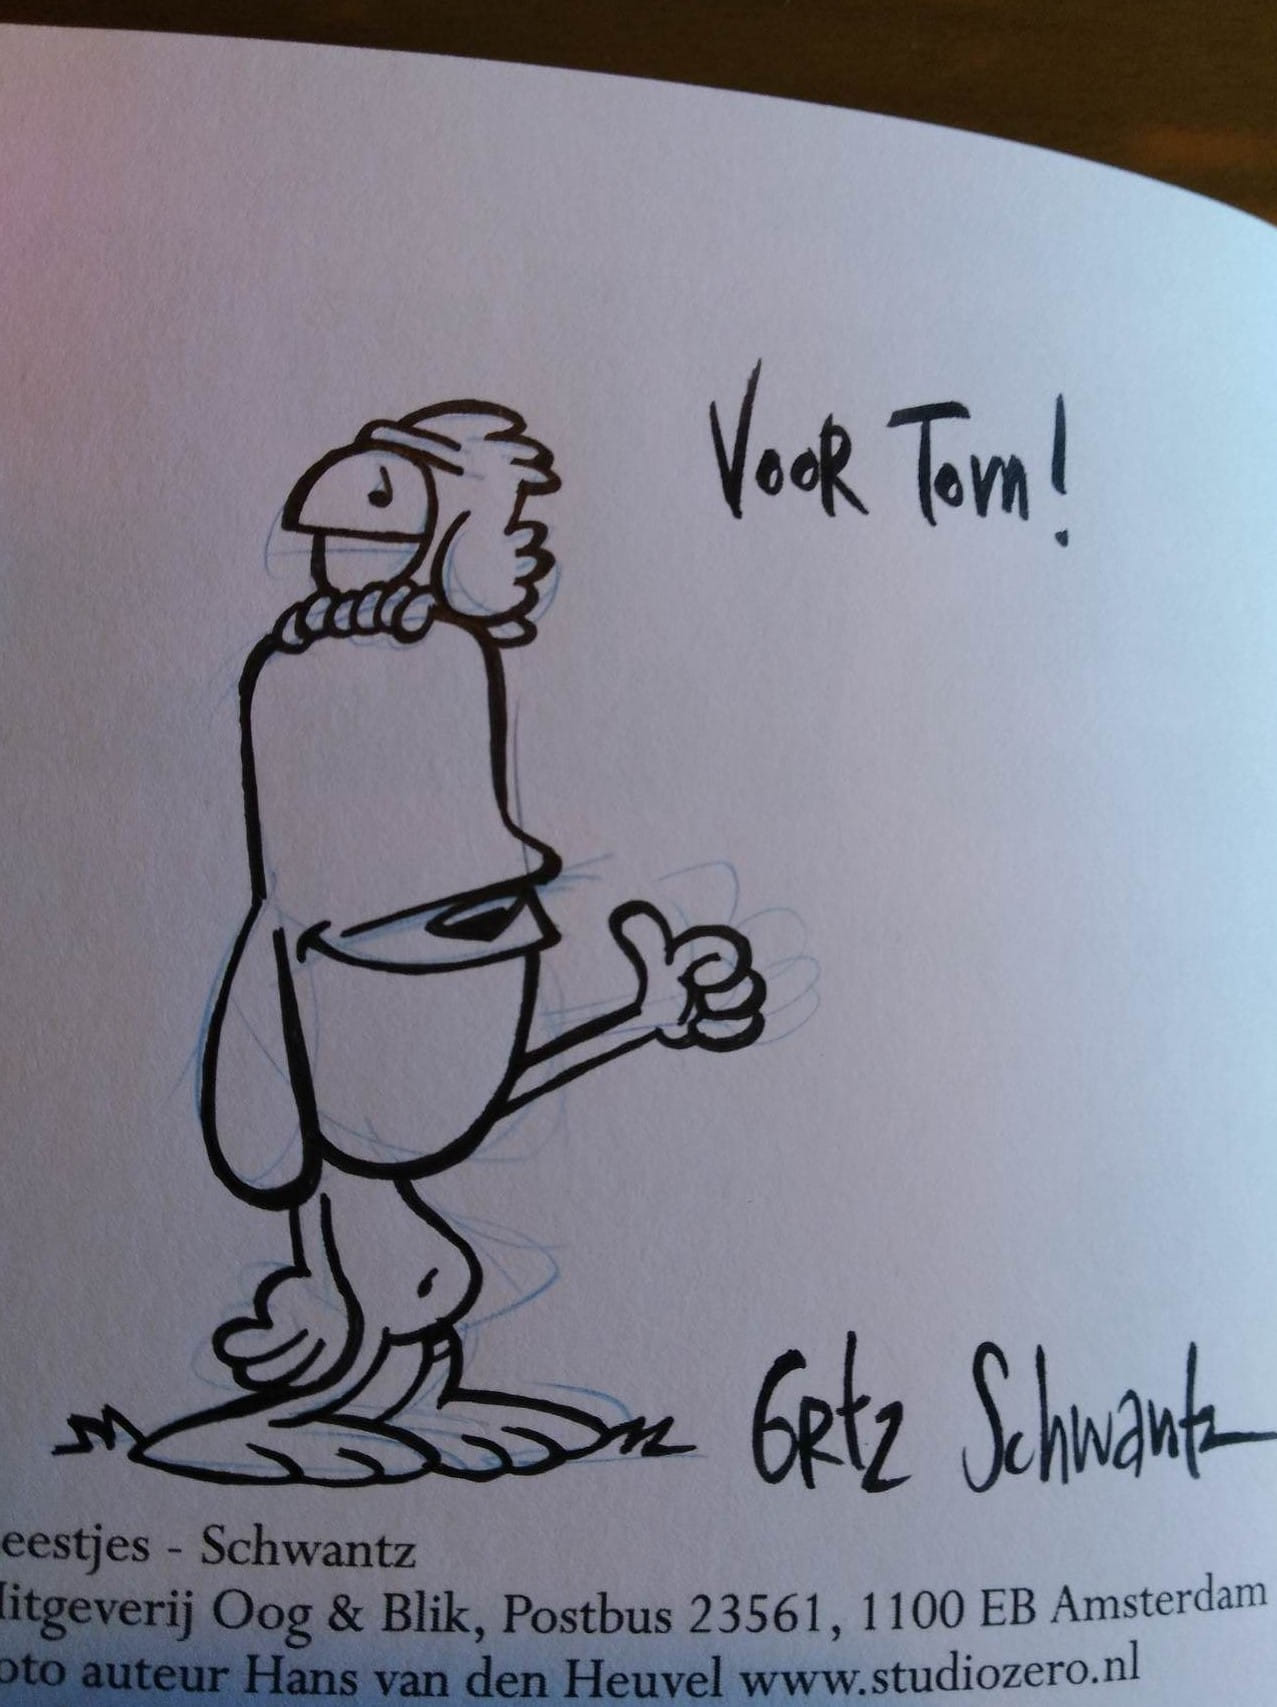 VOOR TOM!
GRTZ Schwantz
eestjes - Schwantz
itgeverij Oog & Blik, Postbus 23561, 1100 EB Amsterdam
oto auteur Hans van den Heuvel www.studiozero.nl